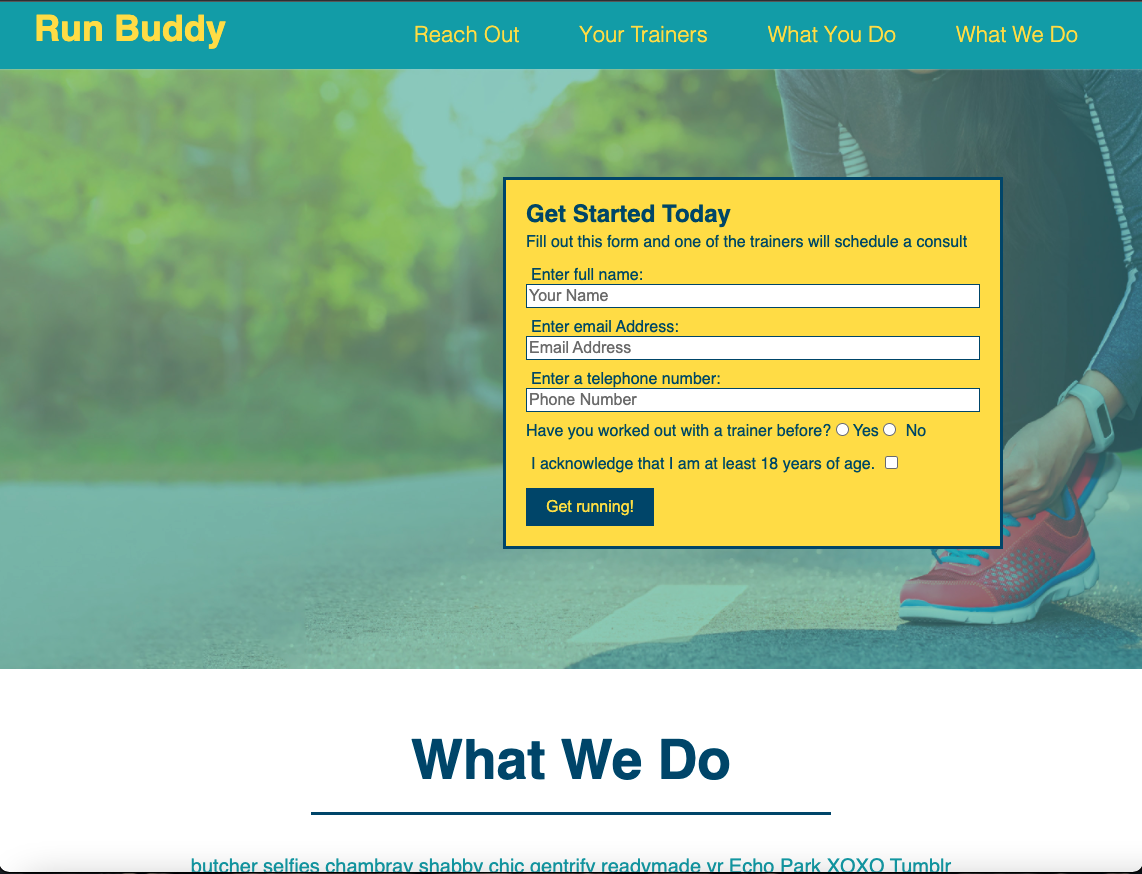 Run Buddy
Reach Out
Your Trainers
What You Do
What We Do
Get Started Today
Fill out this form and one of the trainers will schedule a consult
Enter full name:
Your Name
Enter email Address:
Email Address
Enter a telephone number:
Phone Number
Have you worked out with a trainer before? Yes No
I acknowledge that I am at least 18 years of age.
Get running!
What We Do
butcher selfies chambray shabby chic gentrify readymade yr Echo Park XOXO Tumblr